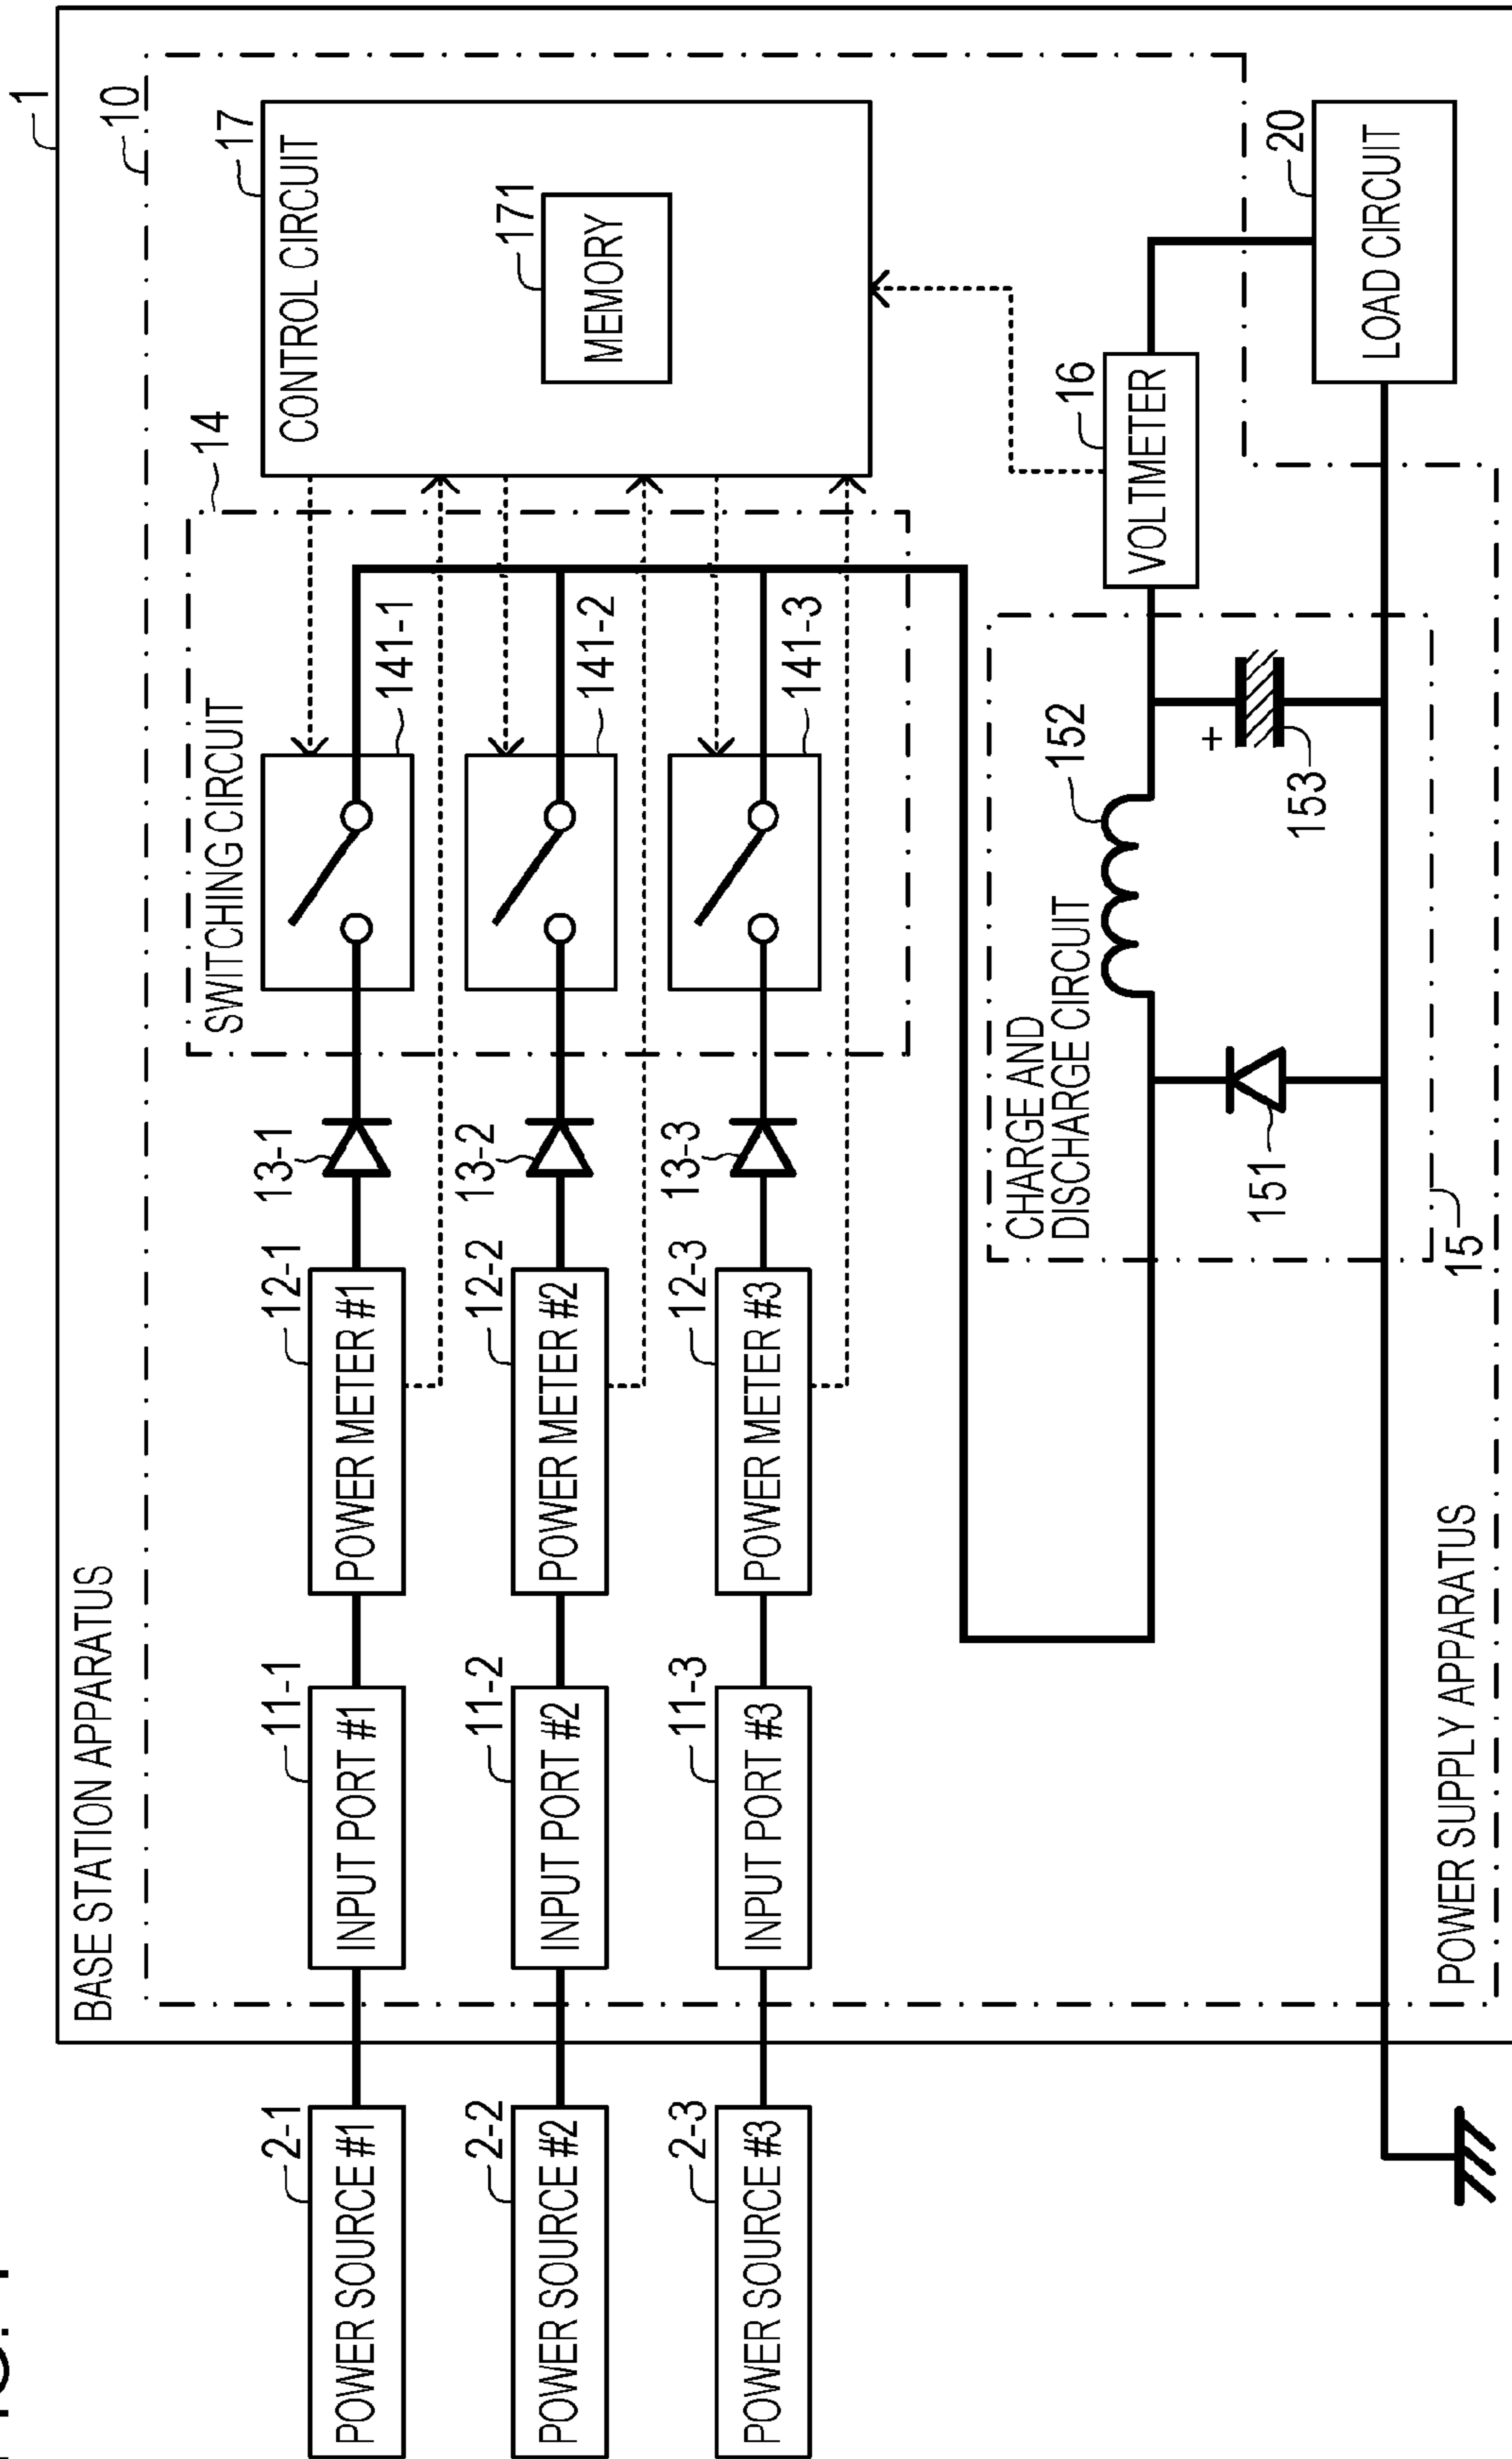 1
BASE STATION APPARATUS
10
2-1
POWER SOURCE #1
11-1
INPUT PORT #1
12-1
POWER METER #1
13-1
SWITCHING CIRCUIT
14
141-1
17
CONTROL CIRCUIT
171
MEMORY
2-2
POWER SOURCE #2
11-2
INPUT PORT #2
12-2
POWER METER #2
13-2
141-2
2-3
POWER SOURCE #3
11-3
INPUT PORT #3
12-3
POWER METER #3
13-3
141-3
CHARGE AND
DISCHARGE CIRCUIT
152
16
VOLTMETER
20
LOAD CIRCUIT
+
151
153
15
POWER SUPPLY APPARATUS